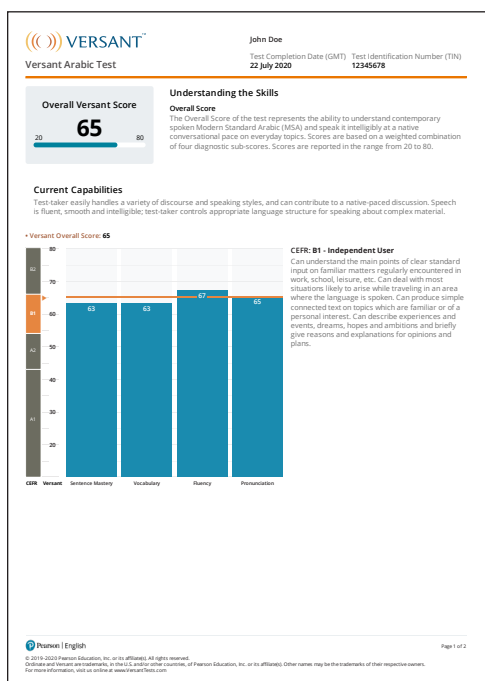 VERSANT™
John Doe
Versant Arabic Test
Test Completion Date (GMT) Test Identification Number (TIN)
22 July 2020 12345678
Overall Versant Score
65
20 80
Understanding the Skills
Overall Score
The Overall Score of the test represents the ability to understand contemporary
spoken Modern Standard Arabic (MSA) and speak it intelligibly at a native
conversational pace on everyday topics. Scores are based on a weighted combination
of four diagnostic sub-scores. Scores are reported in the range from 20 to 80.
Current Capabilities
Test-taker easily handles a variety of discourse and speaking styles, and can contribute to a native-paced discussion. Speech
is fluent, smooth and intelligible; test-taker controls appropriate language structure for speaking about complex material.
• Versant Overall Score: 65
80
B2
70
B1
60
A2
50
40
A1
30
20
63
63
67
65
CEFR Versant Sentence Mastery Vocabulary Fluency Pronunciation
CEFR: B1 - Independent User
Can understand the main points of clear standard
input on familiar matters regularly encountered in
work, school, leisure, etc. Can deal with most
situations likely to arise while traveling in an area
where the language is spoken. Can produce simple
connected text on topics which are familiar or of a
personal interest. Can describe experiences and
events, dreams, hopes and ambitions and briefly
give reasons and explanations for opinions and
plans.
Pearson | English
Page 1 of 2
© 2019-2020 Pearson Education, Inc. or its affiliate(s). All rights reserved.
Ordinate and Versant are trademarks, in the U.S. and/or other countries, of Pearson Education, Inc. or its affiliate(s). Other names may be the trademarks of their respective owners.
For more information, visit us online at www.VersantTests.com